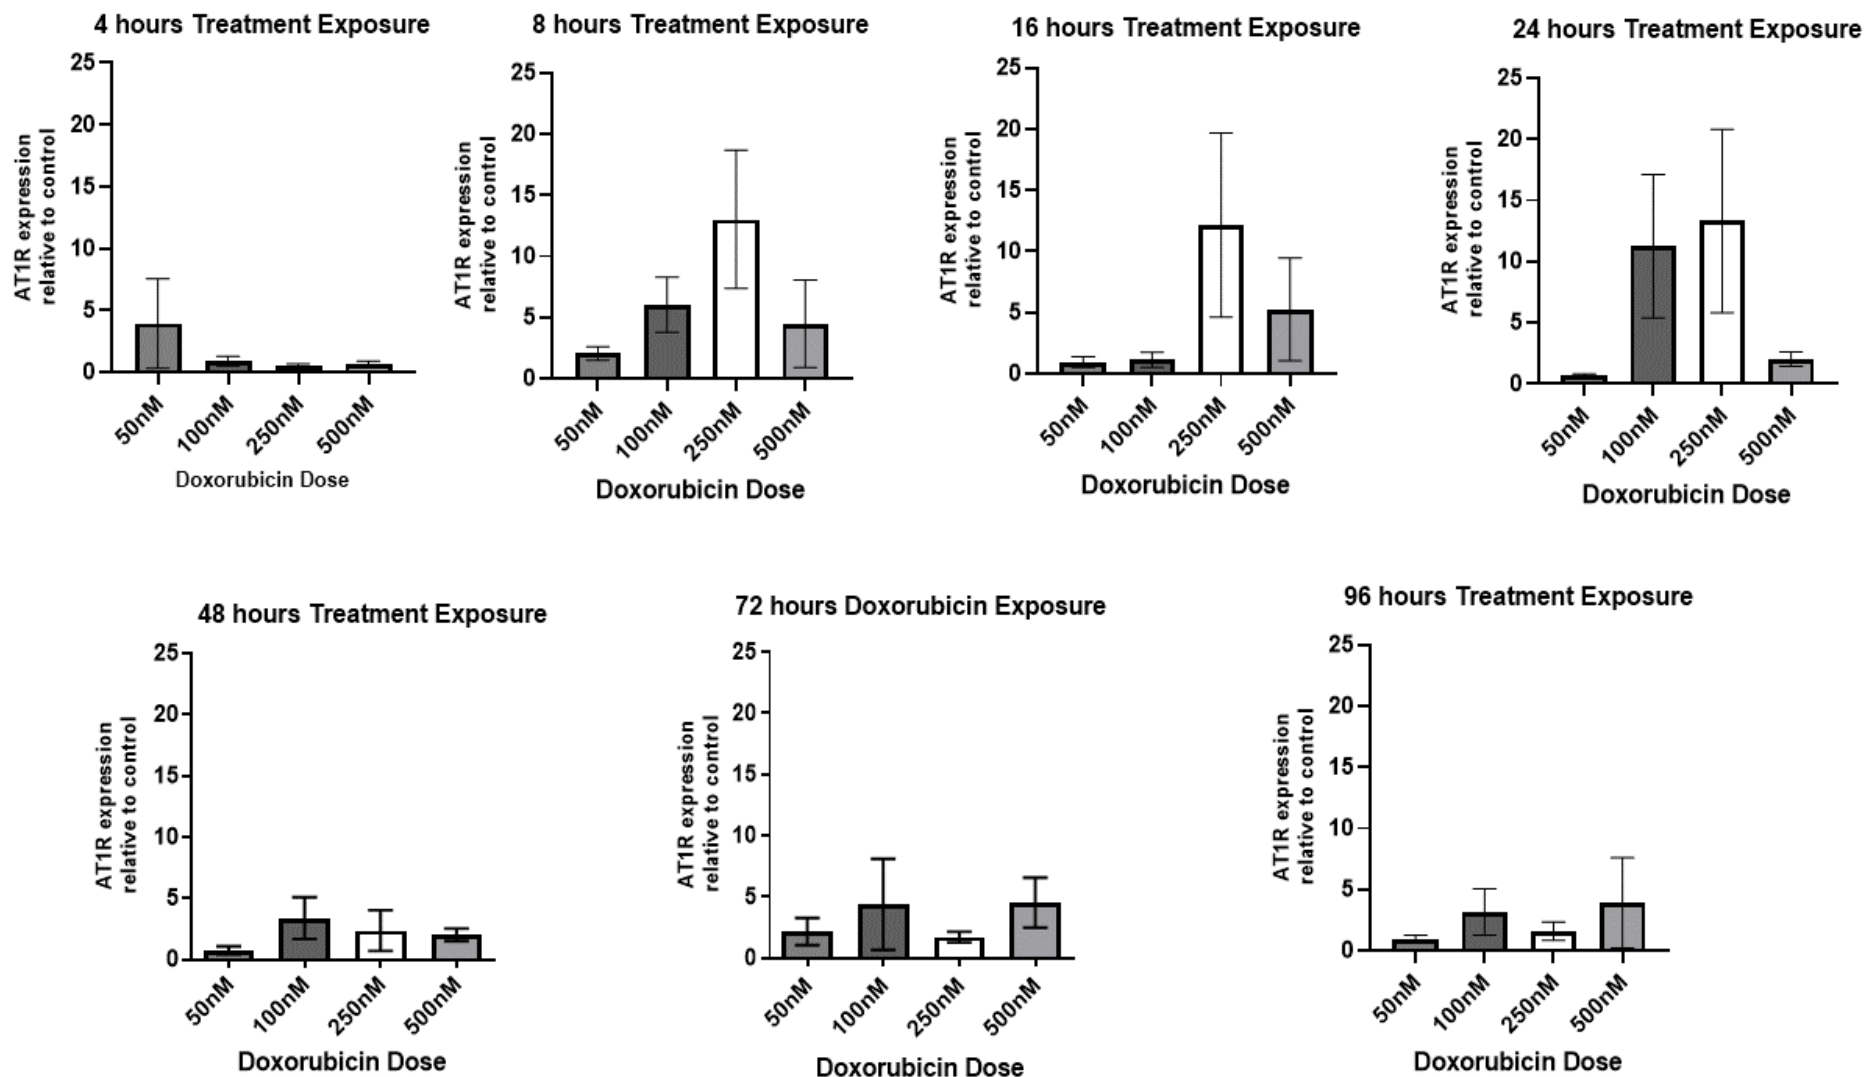 4 hours Treatment Exposure
25
20
15
10
5
0
AT1R expression
relative to control
50nM
100nM
250nM
500nM
Doxorubicin Dose
8 hours Treatment Exposure
25
20
15
10
5
0
AT1R expression
relative to control
50nM
100nM
250nM
500nM
Doxorubicin Dose
16 hours Treatment Exposure
25
20
15
10
5
0
AT1R expression
relative to control
50nM
100nM
250nM
500nM
Doxorubicin Dose
24 hours Treatment Exposure
25
20
15
10
5
0
AT1R expression
relative to control
50nM
100nM
250nM
500nM
Doxorubicin Dose
48 hours Treatment Exposure
25
20
15
10
5
0
AT1R expression
relative to control
50nM
100nM
250nM
500nM
Doxorubicin Dose
72 hours Doxorubicin Exposure
25
20
15
10
5
0
AT1R expression
relative to control
50nM
100nM
250nM
500nM
Doxorubicin Dose
96 hours Treatment Exposure
25
20
15
10
5
0
AT1R expression
relative to control
50nM
100nM
250nM
500nM
Doxorubicin Dose